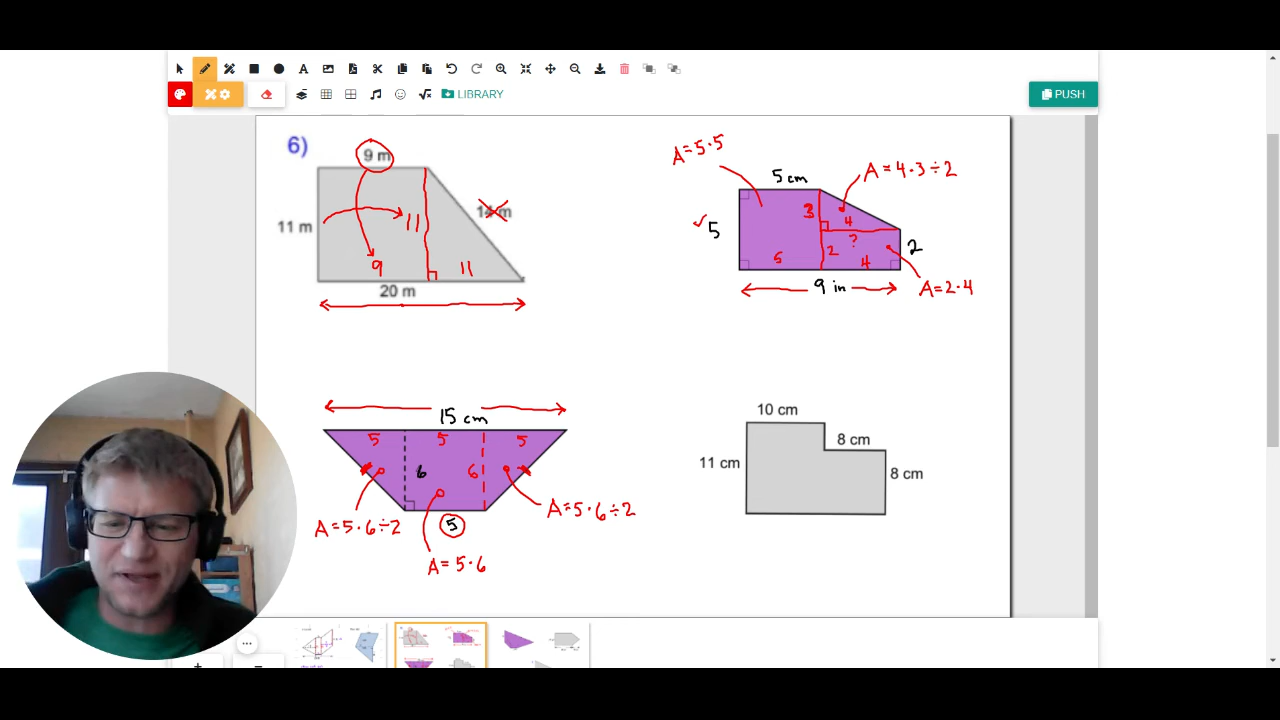 A
√x
LIBRARY
PUSH
6)
9 m
11 m
11
14 m
9
11
20 m
A=5·5
5 cm
A=4·3÷2
5
3
4
?
2
5
4
2
9 in
A=2·4
15 cm
5
5
5
6
6
A=5·6÷2
5
A=5·6÷2
A=5·6
10 cm
8 cm
11 cm
8 cm
...
+
−